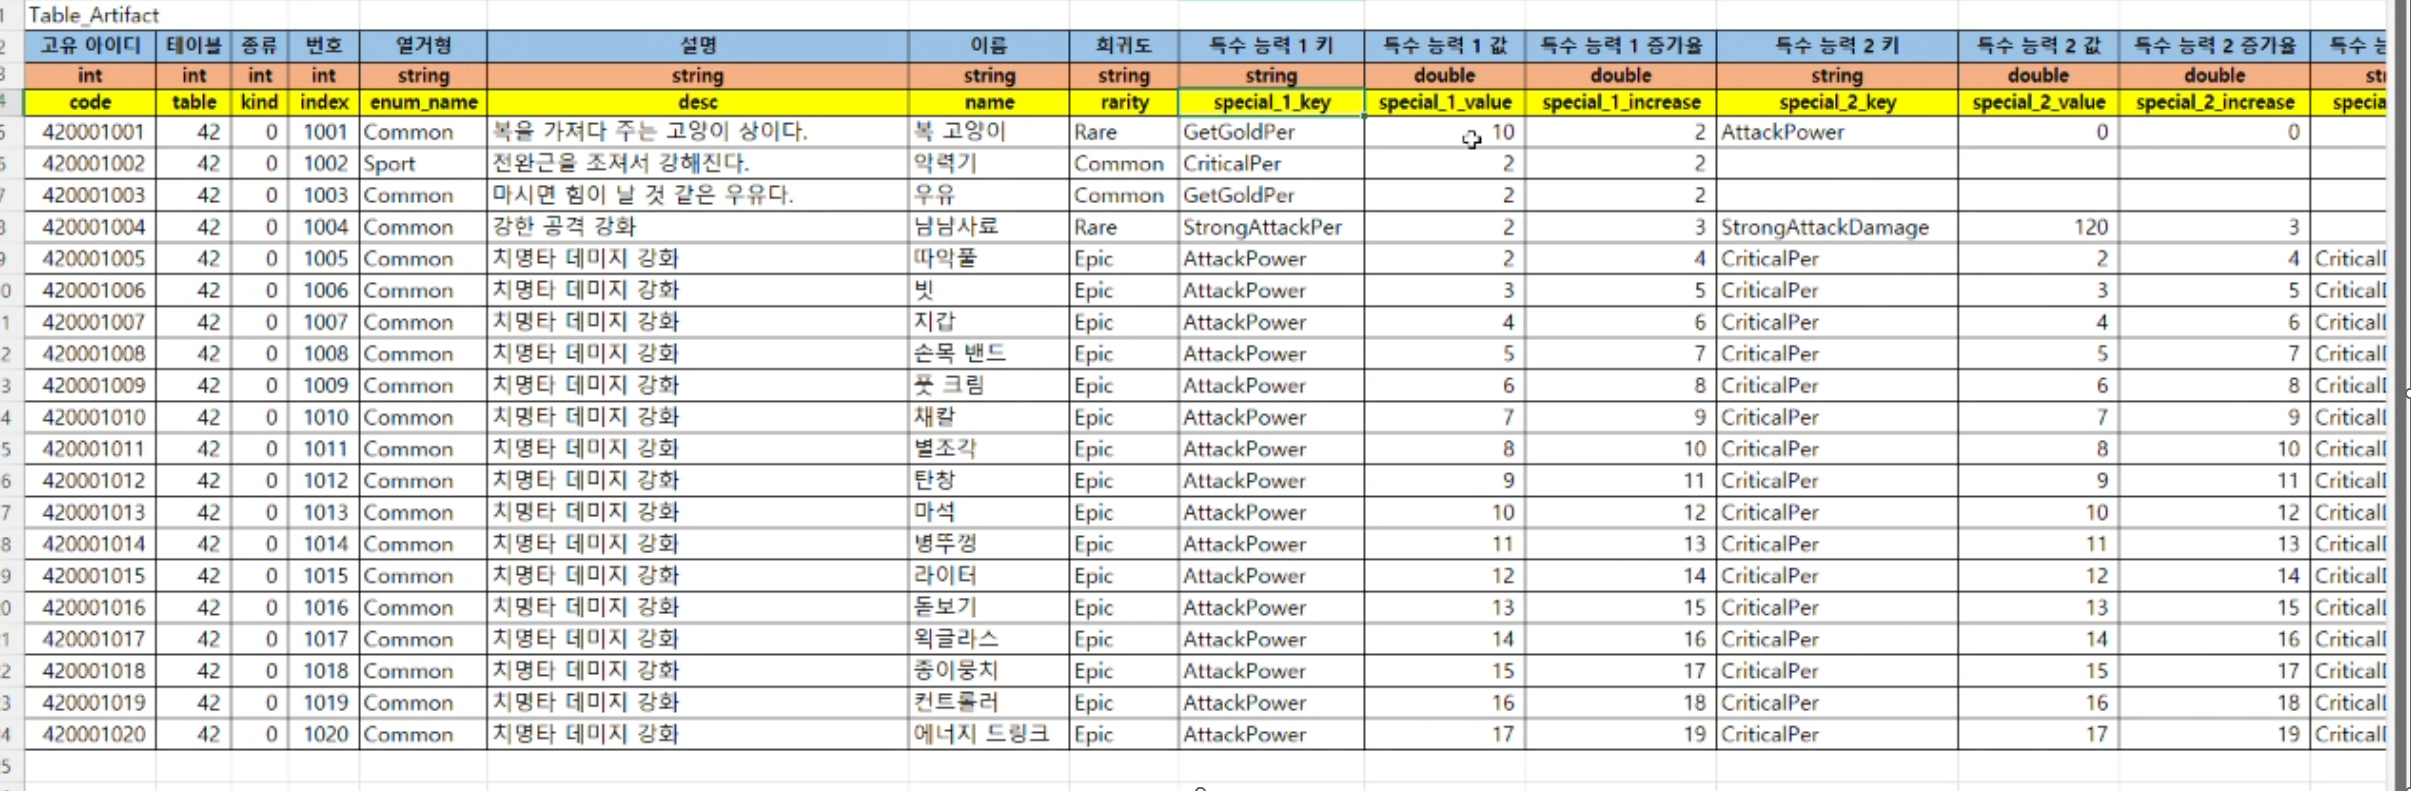 Table_Artifact
고유 아이디 테이블 종류 번호 열거형 설명 이름 희귀도 특수 능력 1 키 특수 능력 1 값 특수 능력 1 증가율 특수 능력 2 키 특수 능력 2 값 특수 능력 2 증가율 특수
int int int int string string string string string double double string double double
code table kind index enum_name desc name rarity special_1_key special_1_value special_1_increase special_2_key special_2_value special_2_increase
420001001 42 0 1001 Common 복을 가져다 주는 고양이 상이다. 복 고양이 Rare GetGoldPer 10 2 AttackPower 0 0
420001002 42 0 1002 Sport 전완근을 조져서 강해진다. 악력기 Common CriticalPer 2 2
420001003 42 0 1003 Common 마시면 힘이 날 것 같은 우유다. 우유 Common GetGoldPer 2 2
420001004 42 0 1004 Common 강한 공격 강화 냠냠사료 Rare StrongAttackPer 2 3 StrongAttackDamage 120 3
420001005 42 0 1005 Common 치명타 데미지 강화 따악풀 Epic AttackPower 2 4 CriticalPer 2 4
420001006 42 0 1006 Common 치명타 데미지 강화 빗 Epic AttackPower 3 5 CriticalPer 3 5
420001007 42 0 1007 Common 치명타 데미지 강화 지갑 Epic AttackPower 4 6 CriticalPer 4 6
420001008 42 0 1008 Common 치명타 데미지 강화 손목 밴드 Epic AttackPower 5 7 CriticalPer 5 7
420001009 42 0 1009 Common 치명타 데미지 강화 풋 크림 Epic AttackPower 6 8 CriticalPer 6 8
420001010 42 0 1010 Common 치명타 데미지 강화 채칼 Epic AttackPower 7 9 CriticalPer 7 9
420001011 42 0 1011 Common 치명타 데미지 강화 별조각 Epic AttackPower 8 10 CriticalPer 8 10
420001012 42 0 1012 Common 치명타 데미지 강화 탄창 Epic AttackPower 9 11 CriticalPer 9 11
420001013 42 0 1013 Common 치명타 데미지 강화 마석 Epic AttackPower 10 12 CriticalPer 10 12
420001014 42 0 1014 Common 치명타 데미지 강화 병뚜껑 Epic AttackPower 11 13 CriticalPer 11 13
420001015 42 0 1015 Common 치명타 데미지 강화 라이터 Epic AttackPower 12 14 CriticalPer 12 14
420001016 42 0 1016 Common 치명타 데미지 강화 돋보기 Epic AttackPower 13 15 CriticalPer 13 15
420001017 42 0 1017 Common 치명타 데미지 강화 왹글라스 Epic AttackPower 14 16 CriticalPer 14 16
420001018 42 0 1018 Common 치명타 데미지 강화 종이뭉치 Epic AttackPower 15 17 CriticalPer 15 17
420001019 42 0 1019 Common 치명타 데미지 강화 컨트롤러 Epic AttackPower 16 18 CriticalPer 16 18
420001020 42 0 1020 Common 치명타 데미지 강화 에너지 드링크 Epic AttackPower 17 19 CriticalPer 17 19